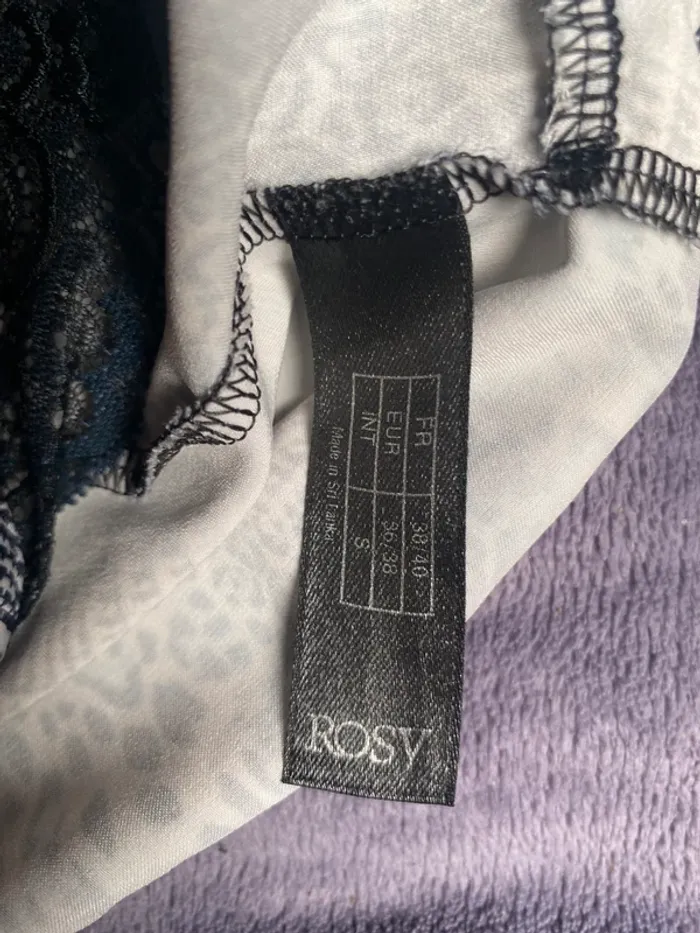 FR 38/40
EUR 36/38
INT S
Made in Sri Lanka
ROSY